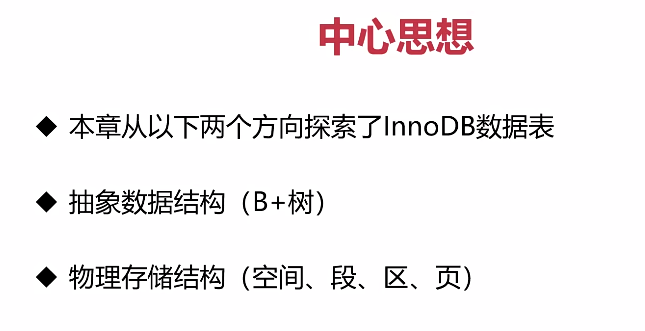 中心思想
◆ 本章从以下两个方向探索了InnoDB数据表
◆ 抽象数据结构（B+树）
◆ 物理存储结构（空间、段、区、页）